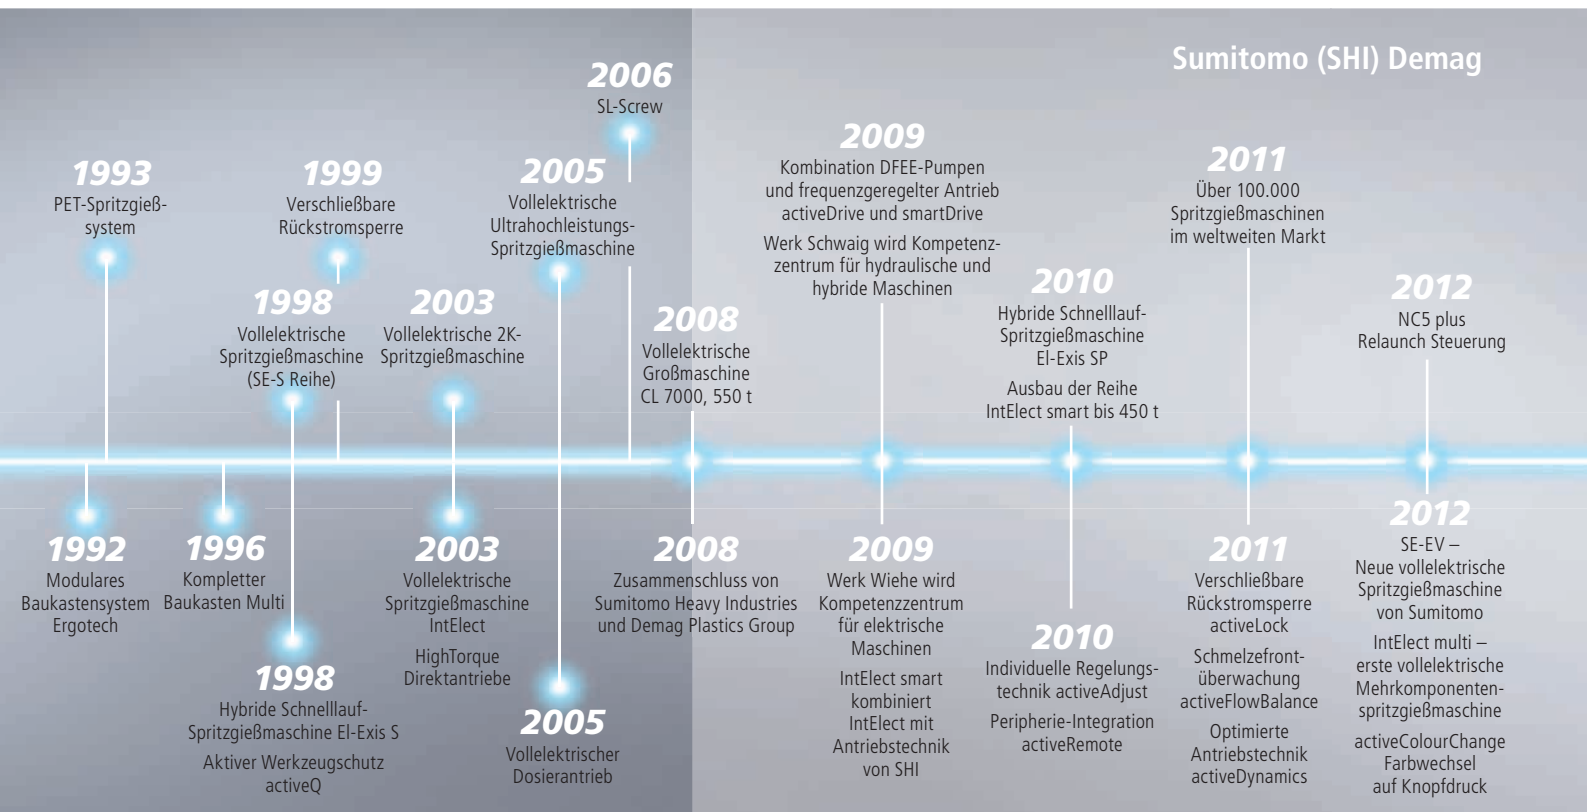 Sumitomo (SHI) Demag
1993
PET-Spritzgieß-
system
1999
Verschließbare
Rückstromsperre
1998
Vollelektrische
Spritzgießmaschine
(SE-S Reihe)
2003
Vollelektrische 2K-
Spritzgießmaschine
2005
Vollelektrische
Ultrahochleistungs-
Spritzgießmaschine
2006
SL-Screw
2008
Vollelektrische
Großmaschine
CL 7000, 550 t
2009
Kombination DFEE-Pumpen
und frequenzgeregelter Antrieb
activeDrive und smartDrive
Werk Schwaig wird Kompetenz-
zentrum für hydraulische und
hybride Maschinen
2010
Hybride Schnelllauf-
Spritzgießmaschine
El-Exis SP
Ausbau der Reihe
IntElect smart bis 450 t
2011
Über 100.000
Spritzgießmaschinen
im weltweiten Markt
2012
NC5 plus
Relaunch Steuerung
1992
Modulares
Baukastensystem
Ergotech
1996
Kompletter
Baukasten Multi
1998
Hybride Schnelllauf-
Spritzgießmaschine El-Exis S
Aktiver Werkzeugschutz
activeQ
2003
Vollelektrische
Spritzgießmaschine
IntElect
HighTorque
Direktantriebe
2005
Vollelektrischer
Dosierantrieb
2008
Zusammenschluss von
Sumitomo Heavy Industries
und Demag Plastics Group
2009
Werk Wiehe wird
Kompetenzzentrum
für elektrische
Maschinen
IntElect smart
kombiniert
IntElect mit
Antriebstechnik
von SHI
2010
Individuelle Regelungs-
technik activeAdjust
Peripherie-Integration
activeRemote
2011
Verschließbare
Rückstromsperre
activeLock
Schmelzefront-
überwachung
activeFlowBalance
Optimierte
Antriebstechnik
activeDynamics
2012
SE-EV –
Neue vollelektrische
Spritzgießmaschine
von Sumitomo
IntElect multi –
erste vollelektrische
Mehrkomponenten-
spritzgießmaschine
activeColourChange
Farbwechsel
auf Knopfdruck